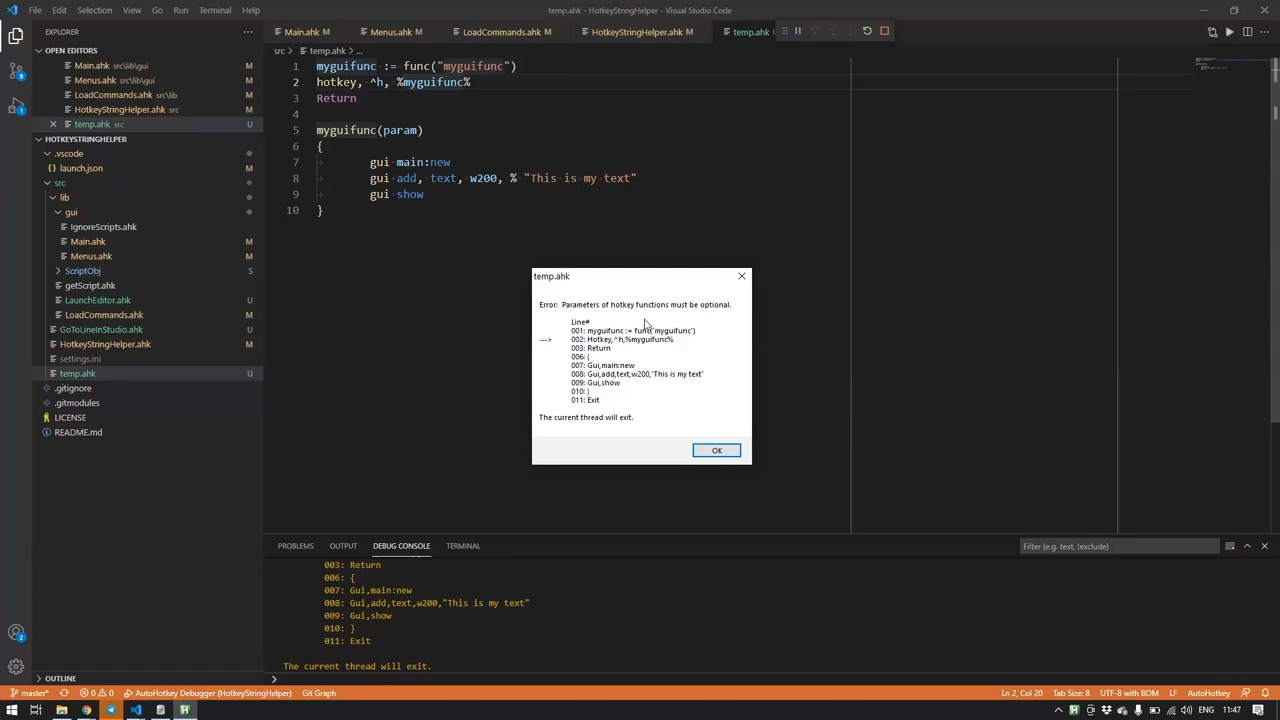 File Edit Selection View Go Run Terminal Help
temp.ahk - HotkeyStringHelper - Visual Studio Code
EXPLORER
OPEN EDITORS
Main.ahk src\lib\gui M
Menus.ahk src\lib\gui M
LoadCommands.ahk src\lib M
HotkeyStringHelper.ahk src M
temp.ahk src U
HOTKEYSTRINGHELPER
.vscode
launch.json M
src
lib
gui
IgnoreScripts.ahk
Main.ahk M
Menus.ahk M
ScriptObj S
getScript.ahk
LaunchEditor.ahk U
LoadCommands.ahk M
GoToLineInStudio.ahk U
HotkeyStringHelper.ahk M
settings.ini
temp.ahk U
.gitignore
.gitmodules
LICENSE
README.md
OUTLINE
Main.ahk M
Menus.ahk M
LoadCommands.ahk M
HotkeyStringHelper.ahk M
temp.ahk U
src > temp.ahk > ...
1 myguifunc := func("myguifunc")
2 hotkey, ^h, %myguifunc%
3 Return
4
5 myguifunc(param)
6 {
7 gui main:new
8 gui add, text, w200, % "This is my text"
9 gui show
10 }
temp.ahk
Error: Parameters of hotkey functions must be optional.
Line#
001: myguifunc := func("myguifunc")
---> 002: Hotkey,^h,%myguifunc%
003: Return
006: {
007: Gui,main:new
008: Gui,add,text,w200,"This is my text"
009: Gui,show
010: }
011: Exit
The current thread will exit.
OK
PROBLEMS OUTPUT DEBUG CONSOLE TERMINAL
Filter (e.g. text, !exclude)
003: Return
006: {
007: Gui,main:new
008: Gui,add,text,w200,"This is my text"
009: Gui,show
010: }
011: Exit
The current thread will exit.
8
2
2
master* 0 0 AutoHotkey Debugger (HotkeyStringHelper) Git Graph
Ln 2, Col 20 Tab Size: 8 UTF-8 with BOM LF AutoHotkey
ENG 11:47